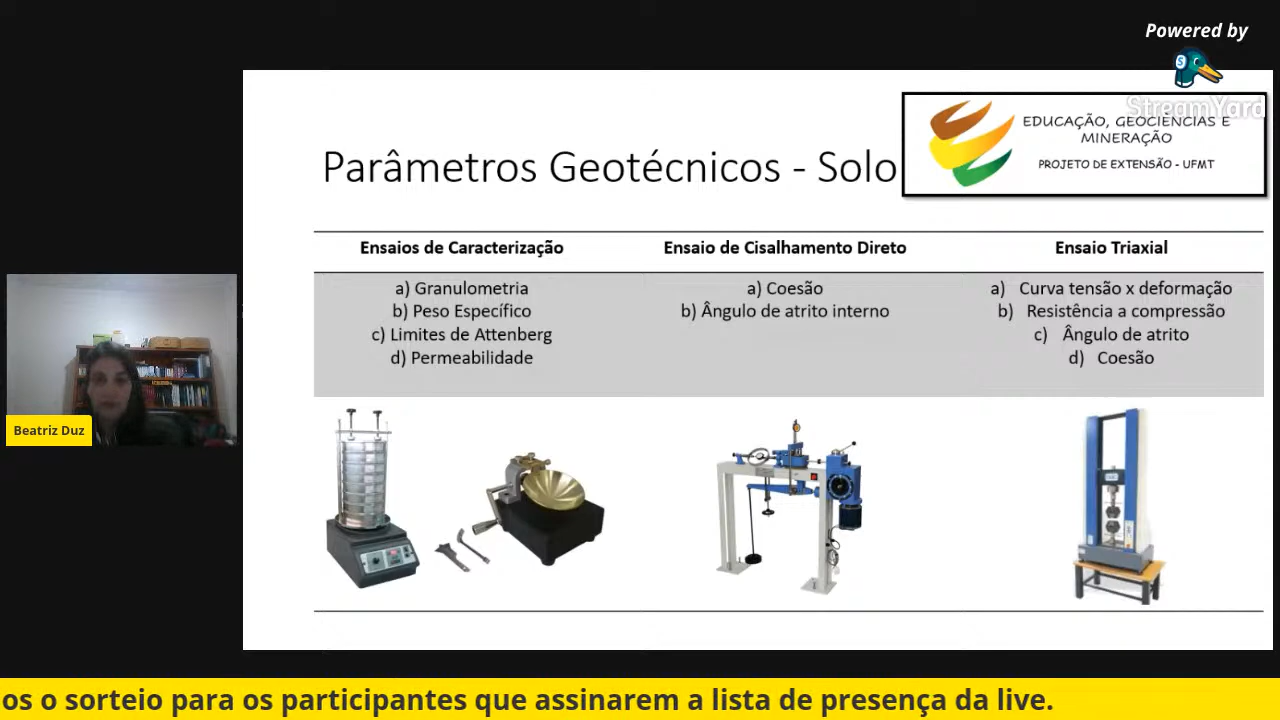 Powered by
StreamYard
EDUCAÇÃO, GEOCIÊNCIAS E
MINERAÇÃO
PROJETO DE EXTENSÃO - UFMT
Parâmetros Geotécnicos - Solo
Ensaios de Caracterização
a) Granulometria
b) Peso Específico
c) Limites de Attenberg
d) Permeabilidade
Ensaio de Cisalhamento Direto
a) Coesão
b) Ângulo de atrito interno
Ensaio Triaxial
a) Curva tensão x deformação
b) Resistência a compressão
c) Ângulo de atrito
d) Coesão
Beatriz Duz
os o sorteio para os participantes que assinarem a lista de presença da live.